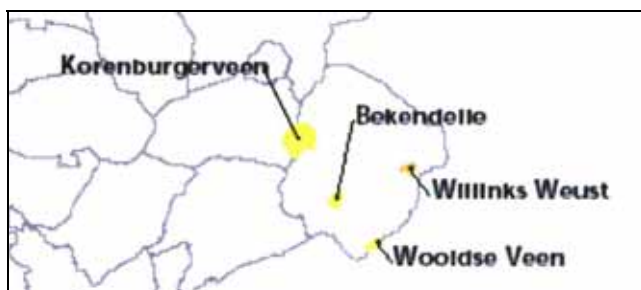 Korenburgerveen
Bekendelle
Willinks Weust
Wooldse Veen